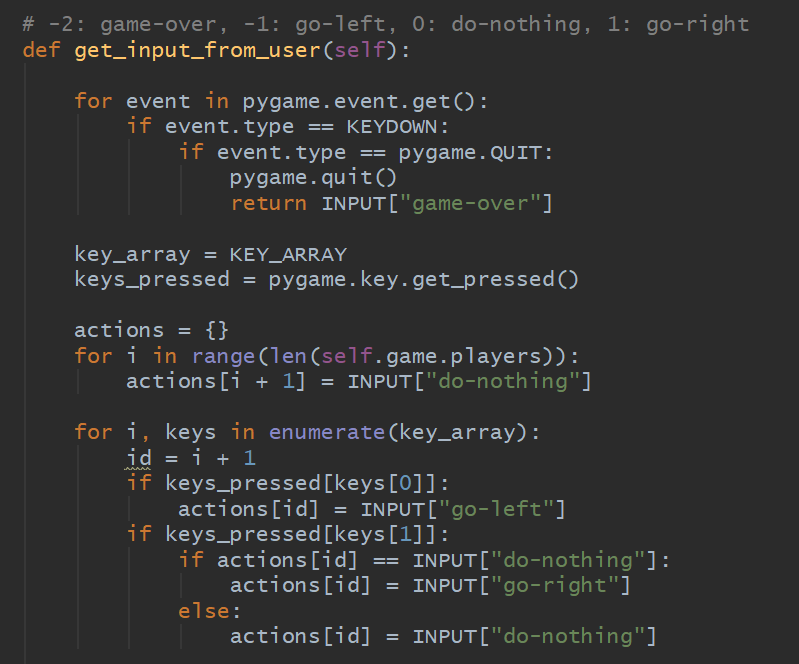 # -2: game-over, -1: go-left, 0: do-nothing, 1: go-right
def get_input_from_user(self):
for event in pygame.event.get():
if event.type == KEYDOWN:
if event.type == pygame.QUIT:
pygame.quit()
return INPUT["game-over"]
key_array = KEY_ARRAY
keys_pressed = pygame.key.get_pressed()
actions = {}
for i in range(len(self.game.players)):
actions[i + 1] = INPUT["do-nothing"]
for i, keys in enumerate(key_array):
id = i + 1
if keys_pressed[keys[0]]:
actions[id] = INPUT["go-left"]
if keys_pressed[keys[1]]:
if actions[id] == INPUT["do-nothing"]:
actions[id] = INPUT["go-right"]
else:
actions[id] = INPUT["do-nothing"]